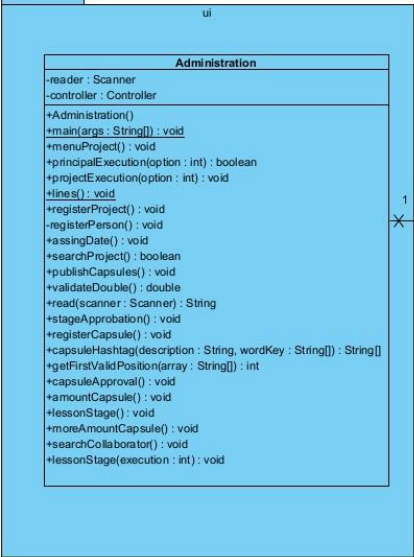 ui
Administration
-reader : Scanner
-controller : Controller
+Administration()
+main(args : String[]) : void
+menuProject() : void
+principalExecution(option : int) : boolean
+projectExecution(option : int) : void
+lines() : void
+registerProject() : void
-registerPerson() : void
+assingDate() : void
+searchProject() : boolean
+publishCapsules() : void
+validateDouble() : double
+read(scanner : Scanner) : String
+stageApprobation() : void
+registerCapsule() : void
+capsuleHashtag(description : String, wordKey : String[]) : String[]
+getFirstValidPosition(array : String[]) : int
+capsuleApproval() : void
+amountCapsule() : void
+lessonStage() : void
+moreAmountCapsule() : void
+searchCollaborator() : void
+lessonStage(execution : int) : void
1